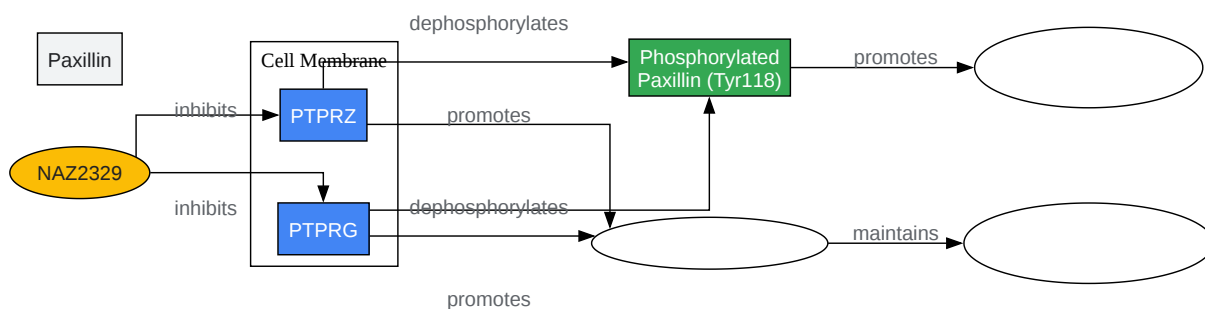 dephosphorylates
Paxillin
Cell Membrane
Phosphorylated
Paxillin (Tyr118)
promotes
inhibits
PTPRZ
promotes
NAZ2329
inhibits
PTPRG
dephosphorylates
maintains
promotes